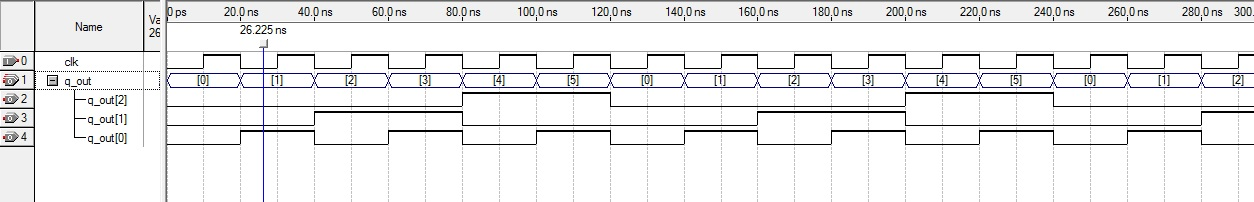 Name Va 26 0 ps 20.0 ns 40.0 ns 60.0 ns 80.0 ns 100.0 ns 120.0 ns 140.0 ns 160.0 ns 180.0 ns 200.0 ns 220.0 ns 240.0 ns 260.0 ns 280.0 ns 300.
26.225 ns
0 clk
1 q_out [0] [1] [2] [3] [4] [5] [0] [1] [2] [3] [4] [5] [0] [1] [2]
2 q_out[2]
3 q_out[1]
4 q_out[0]